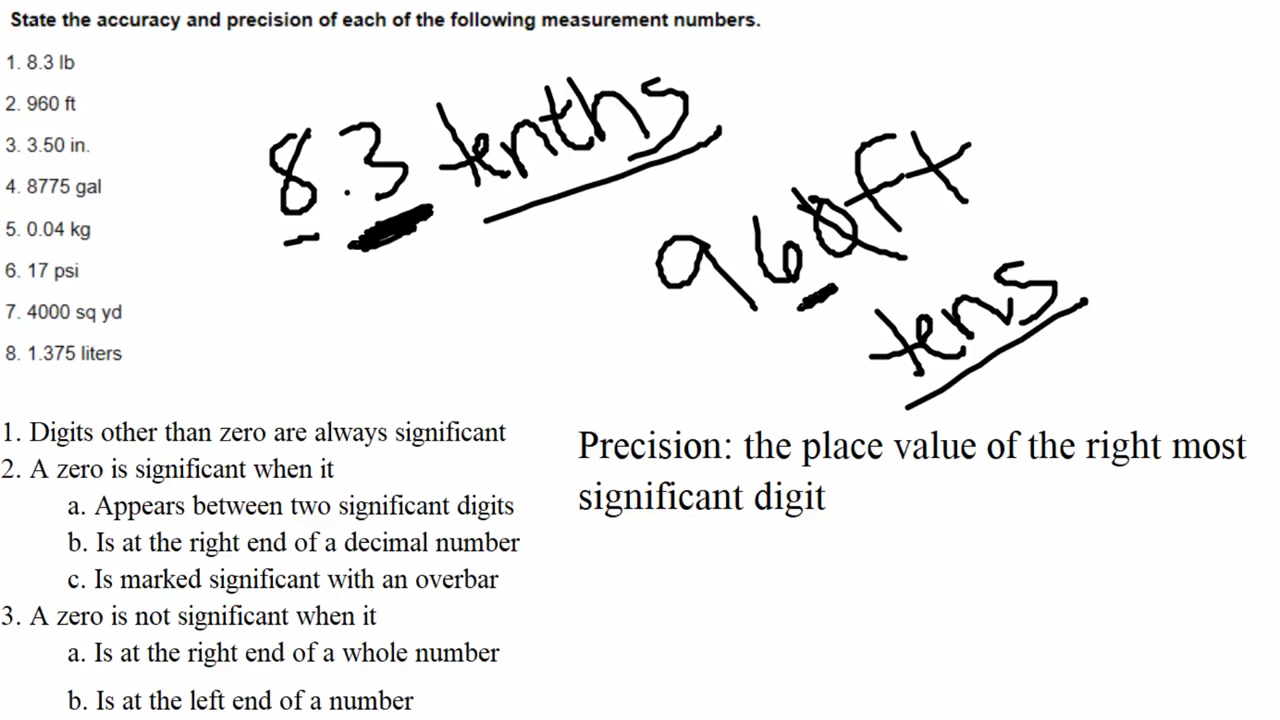 State the accuracy and precision of each of the following measurement numbers.
1. 8.3 lb
2. 960 ft
3. 3.50 in.
4. 8775 gal
5. 0.04 kg
6. 17 psi
7. 4000 sq yd
8. 1.375 liters
8.3 tenths
960ft
tens
1. Digits other than zero are always significant
2. A zero is significant when it
a. Appears between two significant digits
b. Is at the right end of a decimal number
c. Is marked significant with an overbar
3. A zero is not significant when it
a. Is at the right end of a whole number
b. Is at the left end of a number
Precision: the place value of the right most
significant digit